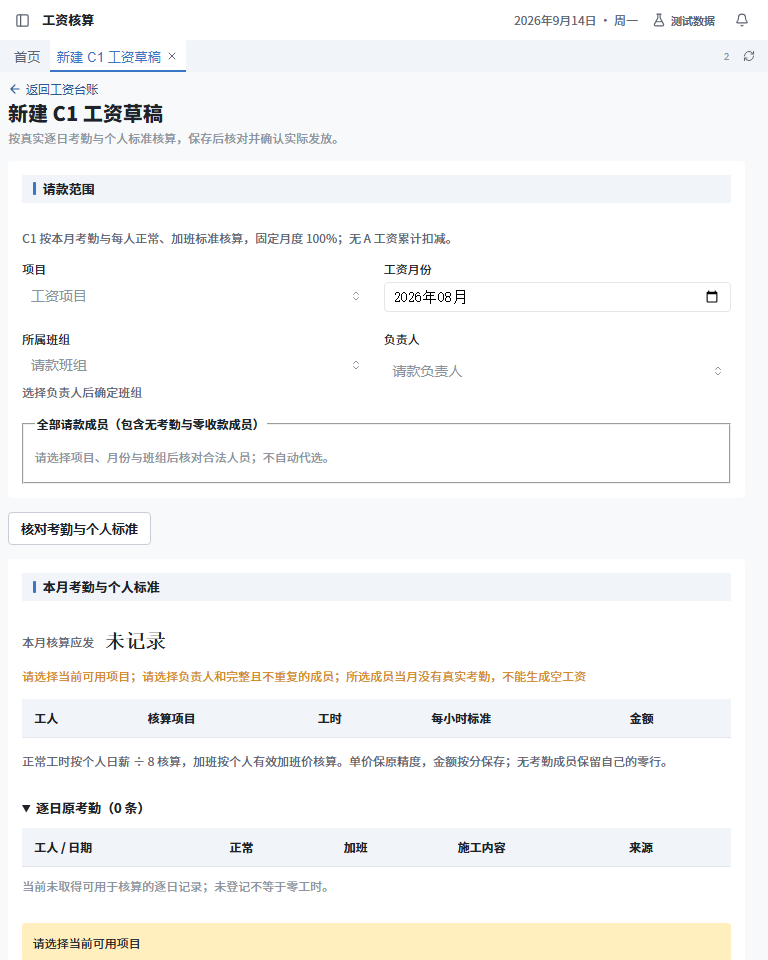 工资核算
2026年9月14日 · 周一 测试数据
首页 新建 C1 工资草稿 ×
2
返回工资台账
新建 C1 工资草稿
按真实逐日考勤与个人标准核算，保存后核对并确认实际发放。
请款范围
C1 按本月考勤与每人正常、加班标准核算，固定月度 100%；无 A 工资累计扣减。
项目 工资月份
工资项目 2026年08月
所属班组 负责人
请款班组 请款负责人
选择负责人后确定班组
全部请款成员（包含无考勤与零收款成员）
请选择项目、月份与班组后核对合法人员；不自动代选。
核对考勤与个人标准
本月考勤与个人标准
本月核算应发 未记录
请选择当前可用项目；请选择负责人和完整且不重复的成员；所选成员当月没有真实考勤，不能生成空工资
工人 核算项目 工时 每小时标准 金额
正常工时按个人日薪 ÷ 8 核算，加班按个人有效加班价核算。单价保原精度，金额按分保存；无考勤成员保留自己的零行。
▼ 逐日原考勤（0 条）
工人 / 日期 正常 加班 施工内容 来源
当前未取得可用于核算的逐日记录；未登记不等于零工时。
请选择当前可用项目